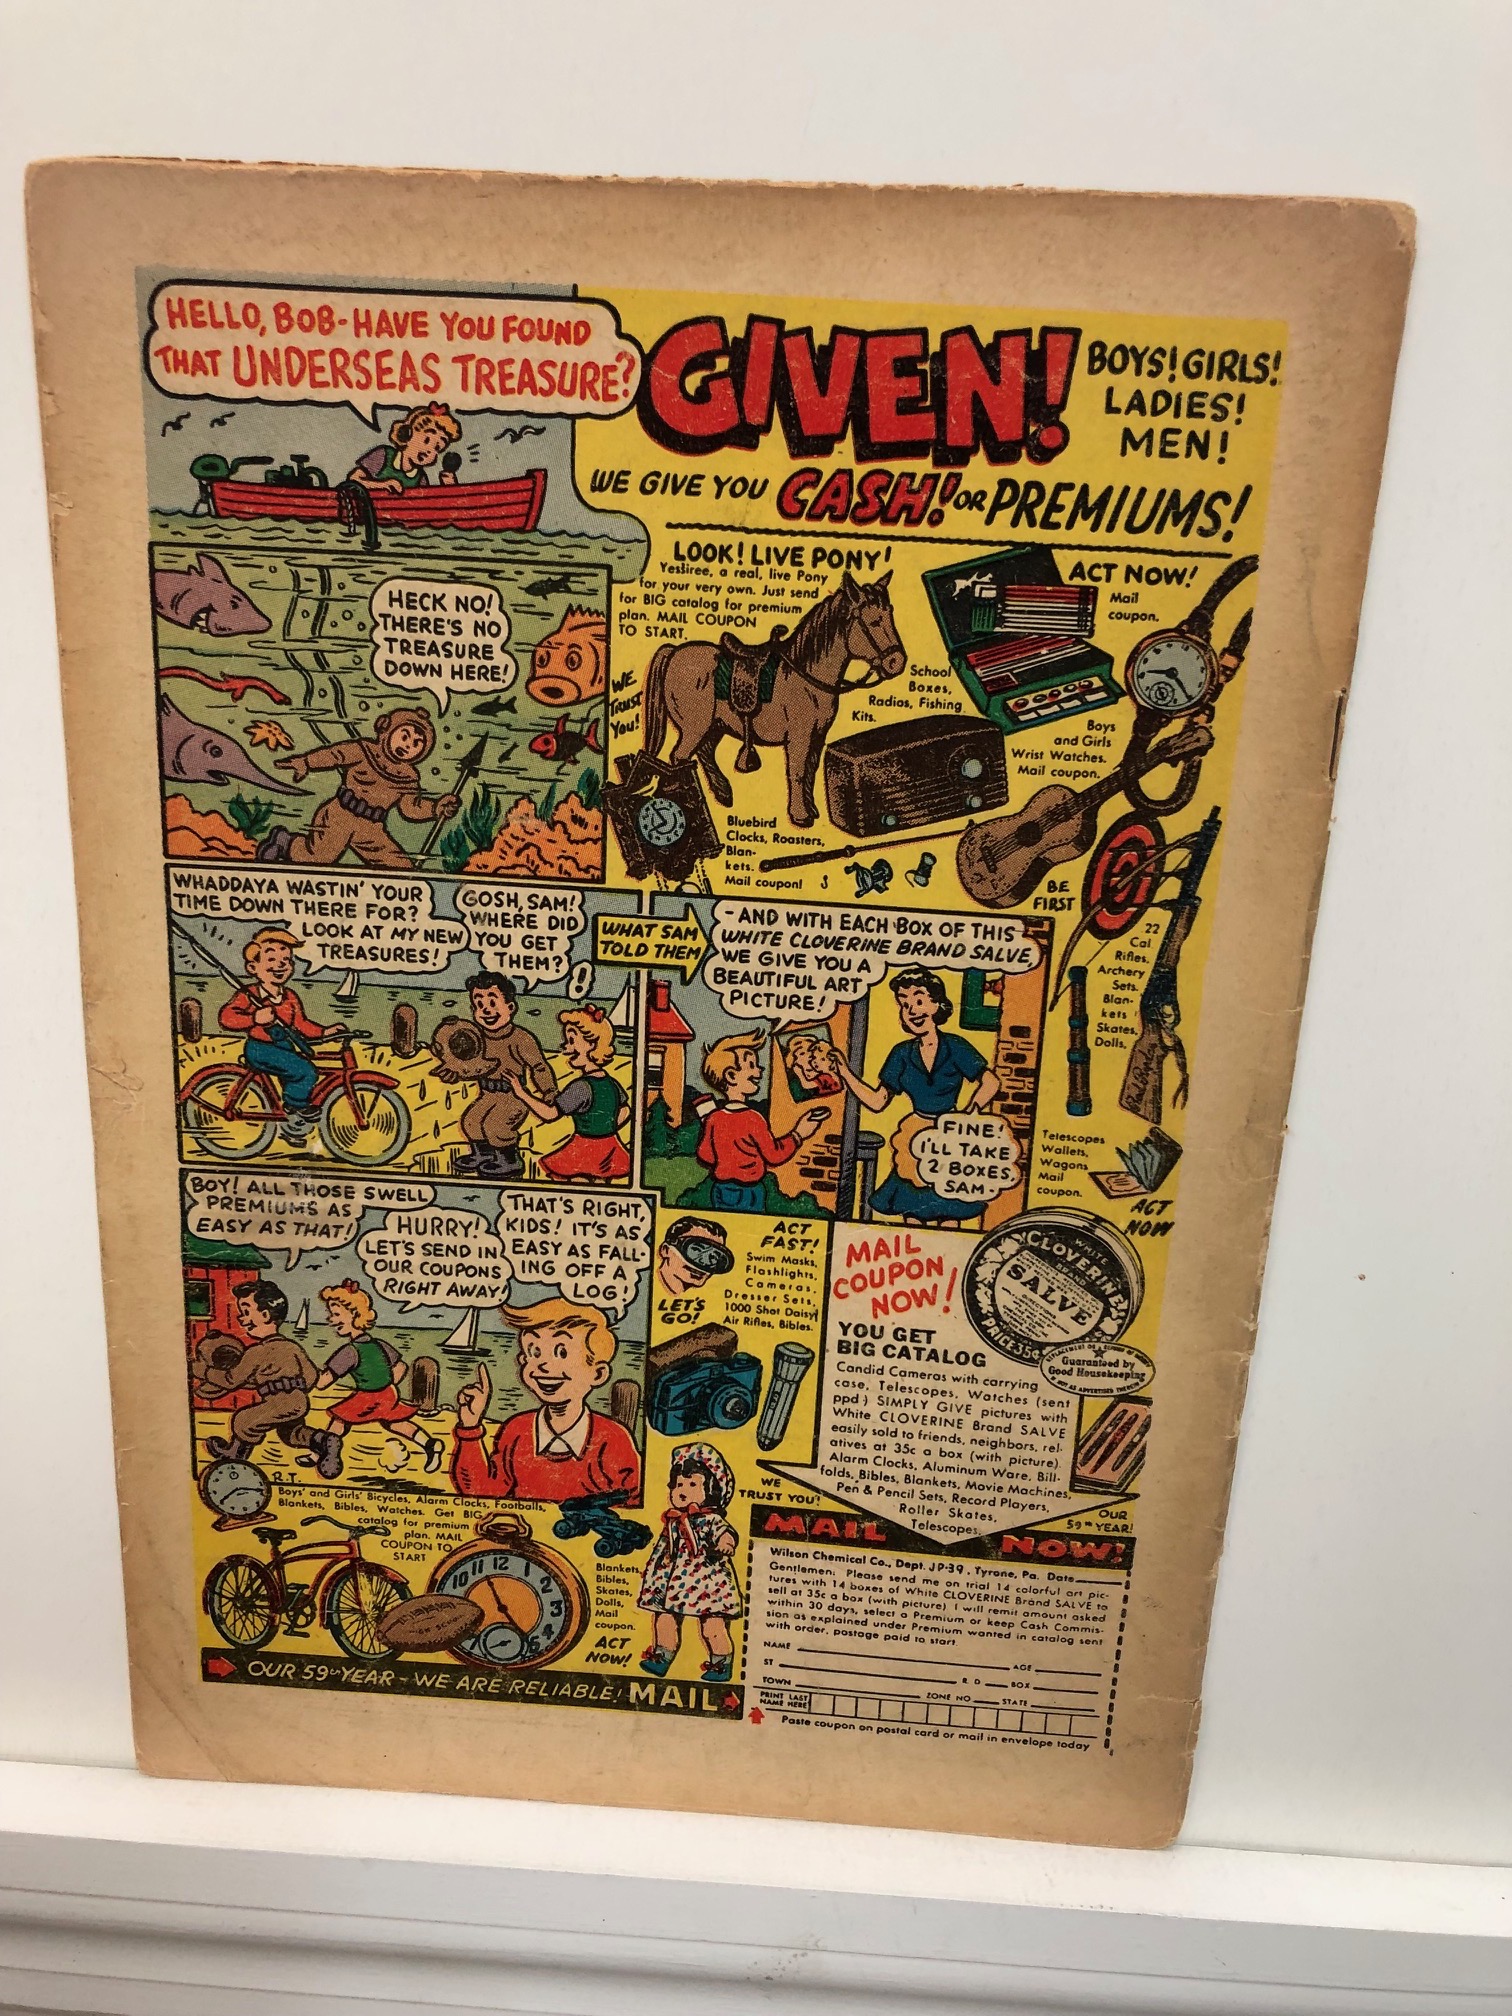 HELLO, BOB-HAVE YOU FOUND
THAT UNDERSEAS TREASURE?
GIVEN!
BOYS! GIRLS!
LADIES!
MEN!
WE GIVE YOU CASH! OR PREMIUMS!
HECK NO!
THERE'S NO
TREASURE
DOWN HERE!
LOOK! LIVE PONY!
Yessiree, a real, live Pony
for your very own. Just send
for BIG catalog for premium
plan. MAIL COUPON
TO START.
WE
TRUST
YOU!
ACT NOW!
Mail
coupon.
School
Boxes,
Radios, Fishing
Kits.
Boys
and Girls
Wrist Watches.
Mail coupon.
Bluebird
Clocks, Roasters,
Blan-
kets.
Mail coupon!
BE
FIRST
22
Cal.
Rifles,
Archery
Sets.
Blan-
kets
Skates,
Dolls,
WHADDAYA WASTIN' YOUR
TIME DOWN THERE FOR?
LOOK AT MY NEW
TREASURES!
GOSH, SAM!
WHERE DID
YOU GET
THEM?
!
WHAT SAM
TOLD THEM
-AND WITH EACH BOX OF THIS
WHITE CLOVERINE BRAND SALVE,
WE GIVE YOU A
BEAUTIFUL ART
PICTURE!
FINE!
I'LL TAKE
2 BOXES,
SAM-
Telescopes
Wallets,
Wagons
Mail
coupon.
ACT
NOW
BOY! ALL THOSE SWELL
PREMIUMS AS
EASY AS THAT!
HURRY!
LET'S SEND IN
OUR COUPONS
RIGHT AWAY!
THAT'S RIGHT,
KIDS! IT'S AS
EASY AS FALL-
ING OFF A
LOG!
R.T.
ACT
FAST!
Swim Masks,
Flashlights,
Cameras,
Dresser Sets,
1000 Shot Daisy
Air Rifles, Bibles.
LET'S
GO!
MAIL
COUPON
NOW!
WHITE
CLOVERINE
BRAND
SALVE
PRICE 35¢
Guaranteed by
Good Housekeeping
YOU GET
BIG CATALOG
Candid Cameras with carrying
case, Telescopes, Watches (sent
ppd.) SIMPLY GIVE pictures with
White CLOVERINE Brand SALVE
easily sold to friends, neighbors, rel-
atives at 35c a box (with picture).
Alarm Clocks, Aluminum Ware, Bill-
folds, Bibles, Blankets, Movie Machines,
Pen & Pencil Sets, Record Players,
Roller Skates,
Telescopes.
WE
TRUST YOU!
OUR
59th YEAR!
Boys' and Girls' Bicycles, Alarm Clocks, Footballs,
Blankets, Bibles, Watches. Get BIG
catalog for premium
plan. MAIL
COUPON TO
START
Blankets,
Bibles,
Skates,
Dolls,
Mail
coupon.
ACT
NOW!
OUR 59th YEAR - WE ARE RELIABLE! MAIL
MAIL NOW!
Wilson Chemical Co., Dept. JP-39, Tyrone, Pa. Date
Gentlemen: Please send me on trial 14 colorful art pic-
tures with 14 boxes of White CLOVERINE Brand SALVE to
sell at 35c a box (with picture) I will remit amount asked
within 30 days, select a Premium or keep Cash Commis-
sion as explained under Premium wanted in catalog sent
with order, postage paid to start.
NAME AGE
ST R. D. BOX
TOWN ZONE NO STATE
PRINT LAST
NAME HERE
Paste coupon on postal card or mail in envelope today